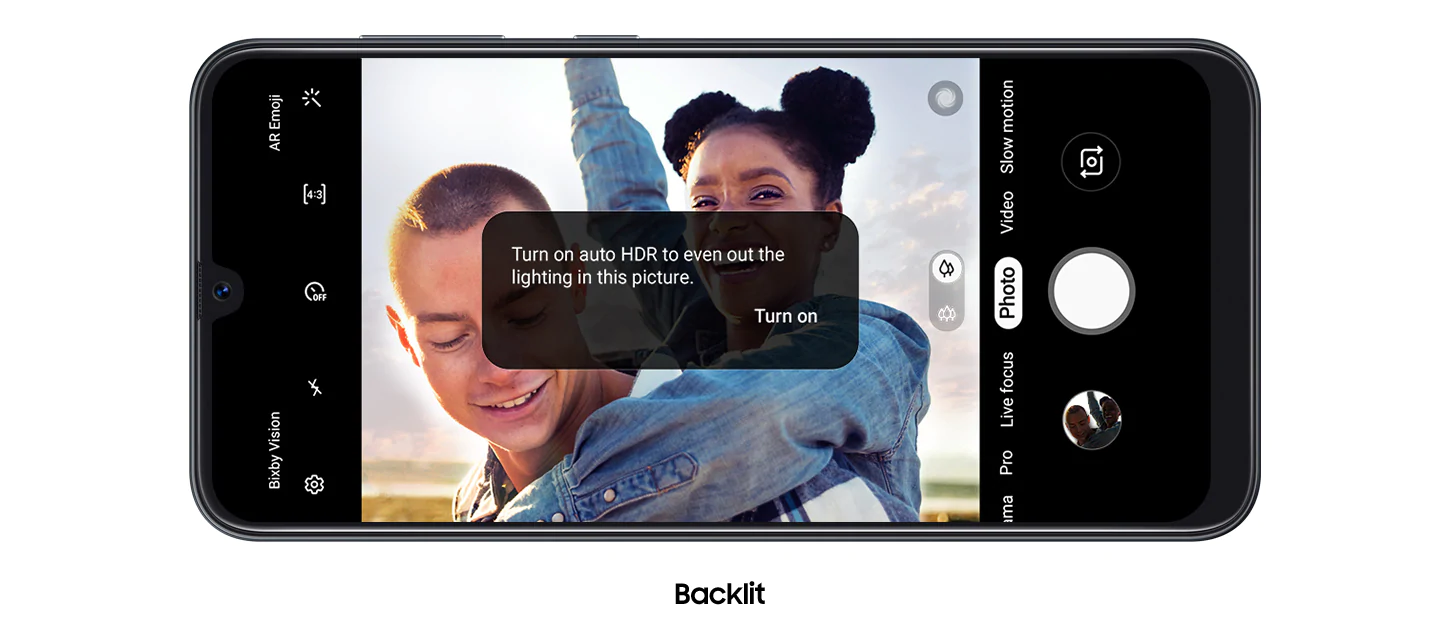 AR Emoji
Bixby Vision
4:3
OFF
Turn on auto HDR to even out the
lighting in this picture.
Turn on
Slow motion
Video
Photo
Live focus
Pro
ama
Backlit